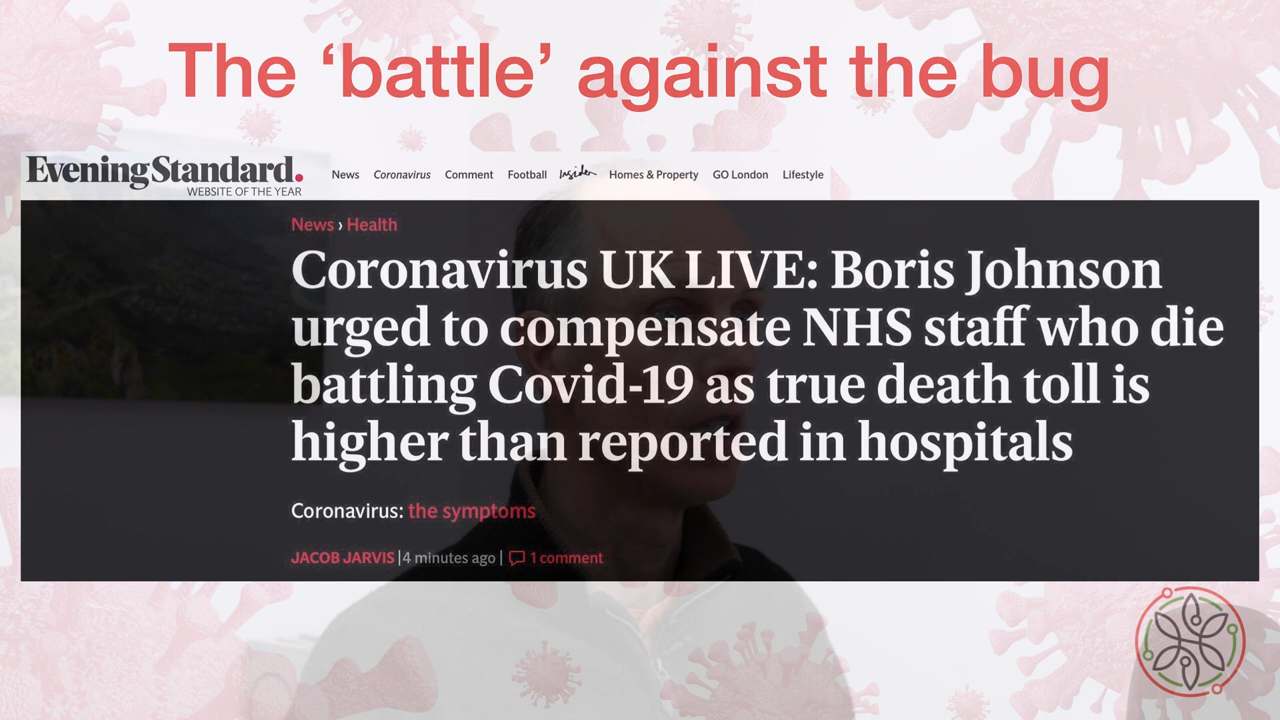 The ‘battle’ against the bug
Evening Standard.
WEBSITE OF THE YEAR
News Coronavirus Comment Football Insider Homes & Property GO London Lifestyle
News › Health
Coronavirus UK LIVE: Boris Johnson
urged to compensate NHS staff who die
battling Covid-19 as true death toll is
higher than reported in hospitals
Coronavirus: the symptoms
JACOB JARVIS | 4 minutes ago | 1 comment